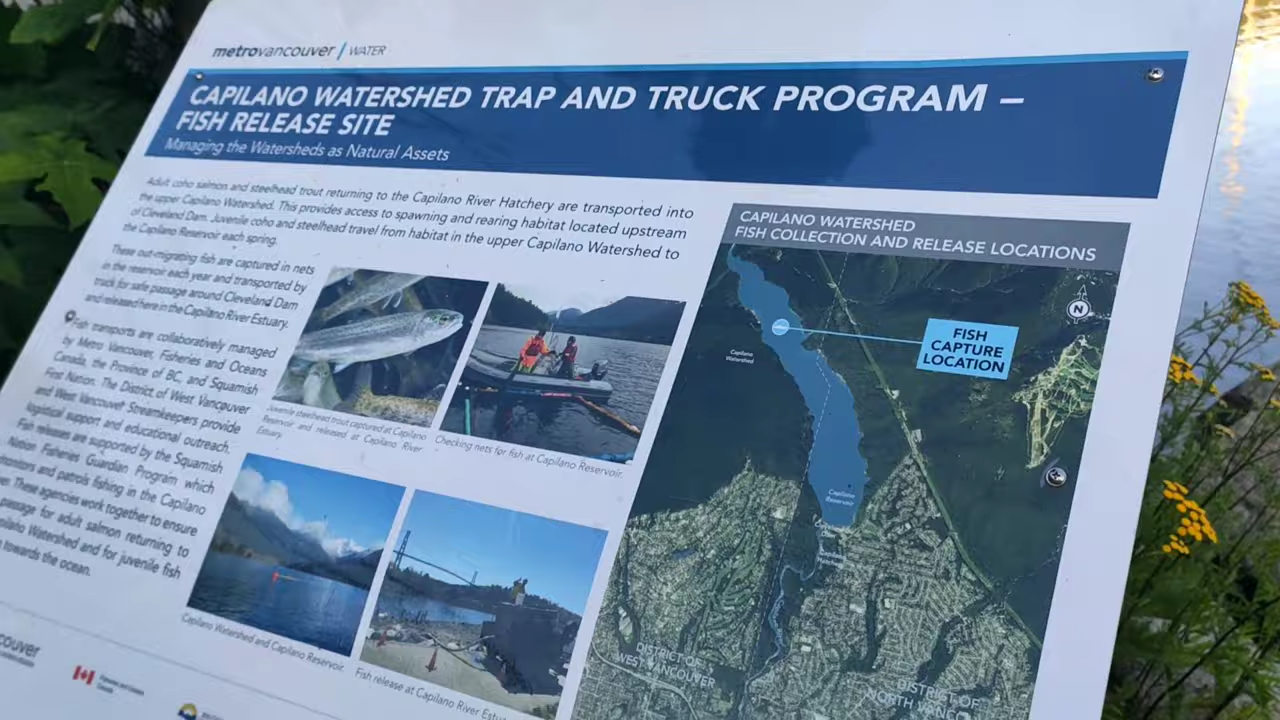 metrovancouver | WATER
CAPILANO WATERSHED TRAP AND TRUCK PROGRAM –
FISH RELEASE SITE
Managing the Watersheds as Natural Assets
Adult coho salmon and steelhead trout returning to the Capilano River Hatchery are transported into
the upper Capilano Watershed. This provides access to spawning and rearing habitat located upstream
of Cleveland Dam. Juvenile coho and steelhead travel from habitat in the upper Capilano Watershed to
the Capilano Reservoir each spring.
These out-migrating fish are captured in nets
in the reservoir each year and transported by
truck for safe passage around Cleveland Dam
and released here in the Capilano River Estuary.
Fish transports are collaboratively managed
by Metro Vancouver, Fisheries and Oceans
Canada, the Province of BC, and Squamish
First Nation. The District of West Vancouver
and West Vancouver Streamkeepers provide
logistical support and educational outreach.
Fish releases are supported by the Squamish
Nation Fisheries Guardian Program which
and patrols fishing in the Capilano
These agencies work together to ensure
passage for adult salmon returning to
Watershed and for juvenile fish
towards the ocean.
Juvenile steelhead trout captured at Capilano
Reservoir and released at Capilano River
Estuary.
Checking nets for fish at Capilano Reservoir.
Capilano Watershed and Capilano Reservoir.
Fish release at Capilano River
CAPILANO WATERSHED
FISH COLLECTION AND RELEASE LOCATIONS
N
FISH
CAPTURE
LOCATION
Capilano
Watershed
Capilano
Reservoir
DISTRICT OF
WEST VANCOUVER
DISTRICT OF
NORTH
Fisheries and Oceans
Canada